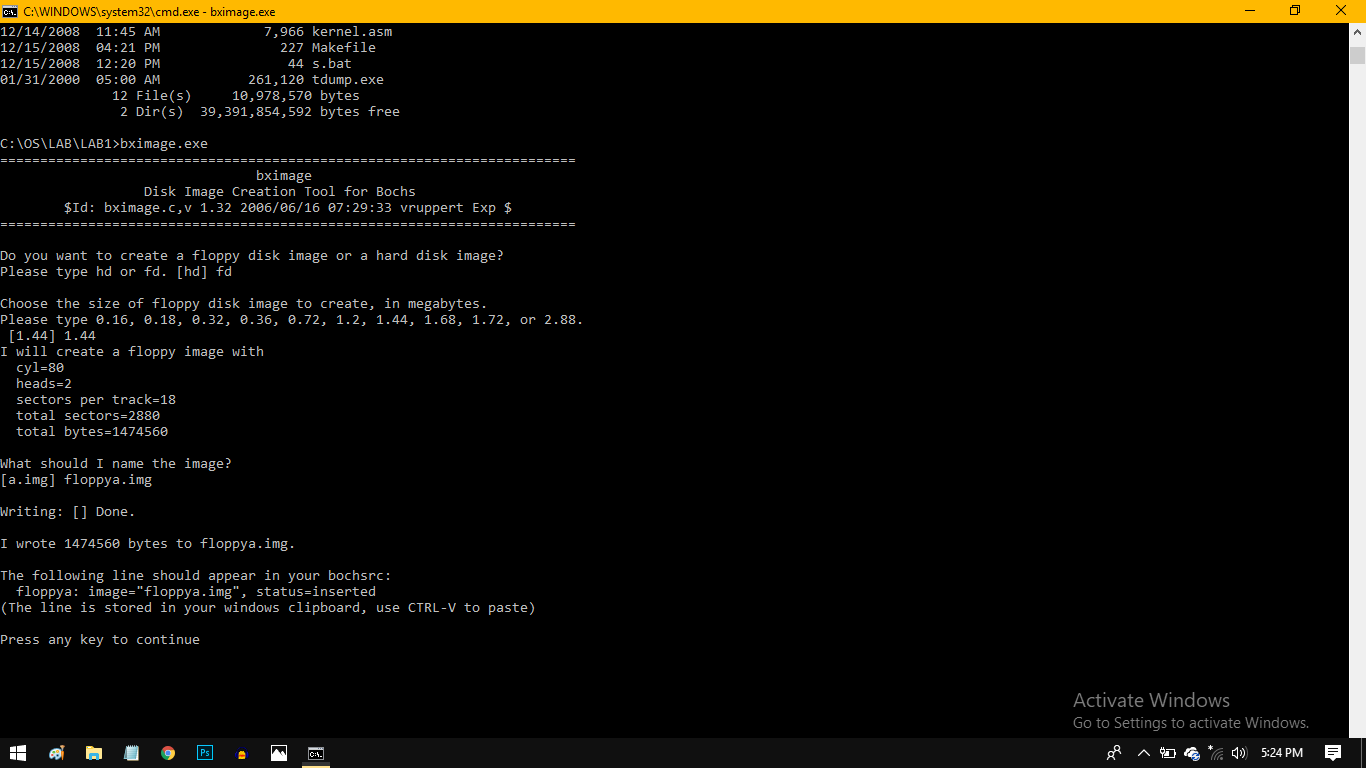 C:\WINDOWS\system32\cmd.exe - bximage.exe
12/14/2008  11:45 AM             7,966 kernel.asm
12/15/2008  04:21 PM               227 Makefile
12/15/2008  12:20 PM                44 s.bat
01/31/2000  05:00 AM           261,120 tdump.exe
              12 File(s)     10,978,570 bytes
               2 Dir(s)  39,391,854,592 bytes free
C:\OS\LAB\LAB1>bximage.exe
========================================================================
                                bximage
                  Disk Image Creation Tool for Bochs
        $Id: bximage.c,v 1.32 2006/06/16 07:29:33 vruppert Exp $
========================================================================
Do you want to create a floppy disk image or a hard disk image?
Please type hd or fd. [hd] fd
Choose the size of floppy disk image to create, in megabytes.
Please type 0.16, 0.18, 0.32, 0.36, 0.72, 1.2, 1.44, 1.68, 1.72, or 2.88.
 [1.44] 1.44
I will create a floppy image with
  cyl=80
  heads=2
  sectors per track=18
  total sectors=2880
  total bytes=1474560
What should I name the image?
[a.img] floppya.img
Writing: [] Done.
I wrote 1474560 bytes to floppya.img.
The following line should appear in your bochsrc:
  floppya: image="floppya.img", status=inserted
(The line is stored in your windows clipboard, use CTRL-V to paste)
Press any key to continue
Activate Windows
Go to Settings to activate Windows.
Ps
5:24 PM